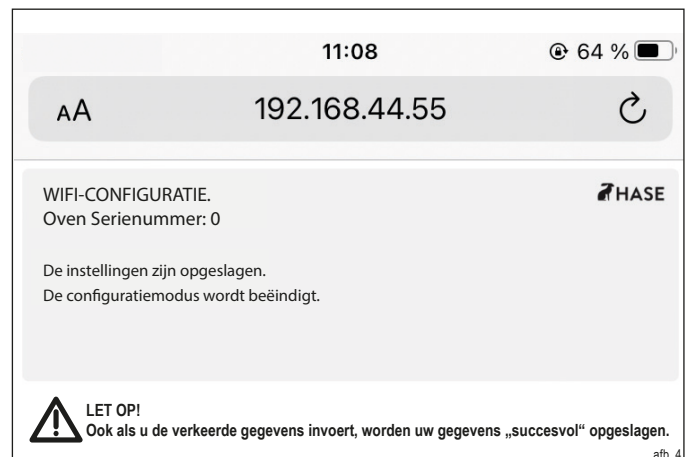 11:08
64 %
AA
192.168.44.55
WIFI-CONFIGURATIE.
HASE
Oven Serienummer: 0
De instellingen zijn opgeslagen.
De configuratiemodus wordt beëindigt.
LET OP!
Ook als u de verkeerde gegevens invoert, worden uw gegevens „succesvol“ opgeslagen.
afb. 4